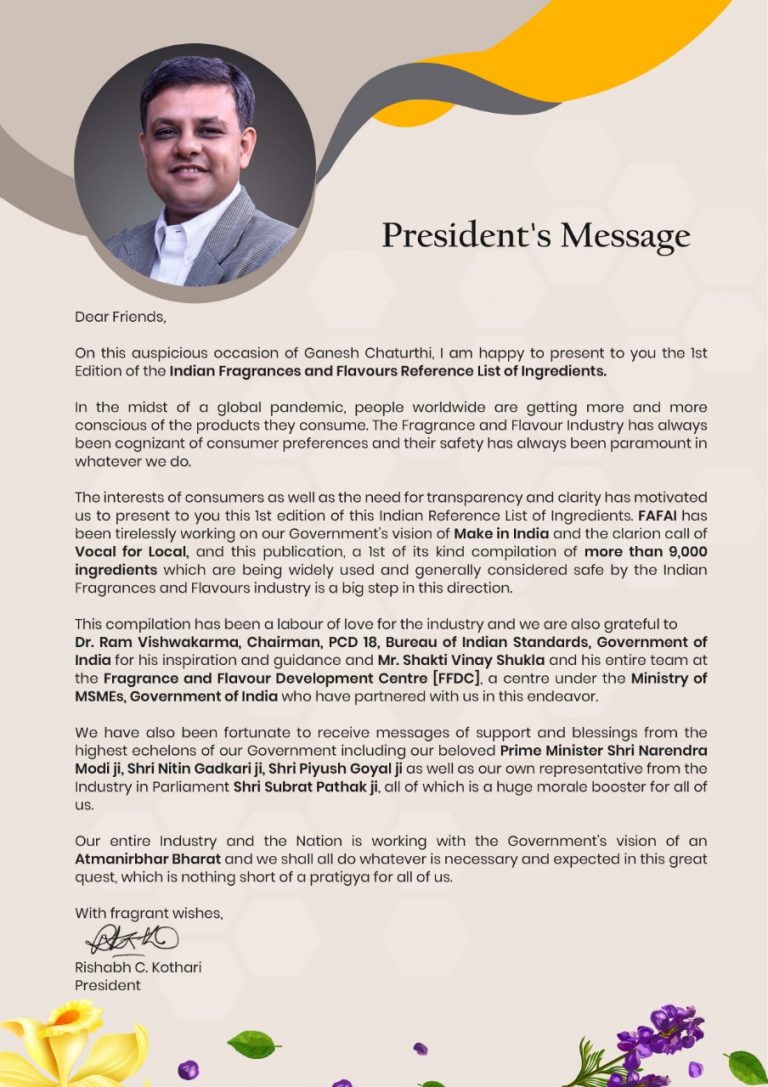 President's Message
Dear Friends,
On this auspicious occasion of Ganesh Chaturthi, I am happy to present to you the 1st
Edition of the Indian Fragrances and Flavours Reference List of Ingredients.
In the midst of a global pandemic, people worldwide are getting more and more
conscious of the products they consume. The Fragrance and Flavour Industry has always
been cognizant of consumer preferences and their safety has always been paramount in
whatever we do.
The interests of consumers as well as the need for transparency and clarity has motivated
us to present to you this 1st edition of this Indian Reference List of Ingredients. FAFAI has
been tirelessly working on our Government's vision of Make in India and the clarion call of
Vocal for Local, and this publication, a 1st of its kind compilation of more than 9,000
ingredients which are being widely used and generally considered safe by the Indian
Fragrances and Flavours industry is a big step in this direction.
This compilation has been a labour of love for the industry and we are also grateful to
Dr. Ram Vishwakarma, Chairman, PCD 18, Bureau of Indian Standards, Government of
India for his inspiration and guidance and Mr. Shakti Vinay Shukla and his entire team at
the Fragrance and Flavour Development Centre [FFDC], a centre under the Ministry of
MSMEs, Government of India who have partnered with us in this endeavor.
We have also been fortunate to receive messages of support and blessings from the
highest echelons of our Government including our beloved Prime Minister Shri Narendra
Modi ji, Shri Nitin Gadkari ji, Shri Piyush Goyal ji as well as our own representative from the
Industry in Parliament Shri Subrat Pathak ji, all of which is a huge morale booster for all of
us.
Our entire Industry and the Nation is working with the Government's vision of an
Atmanirbhar Bharat and we shall all do whatever is necessary and expected in this great
quest, which is nothing short of a pratigya for all of us.
With fragrant wishes,
Rishabh C. Kothari
President